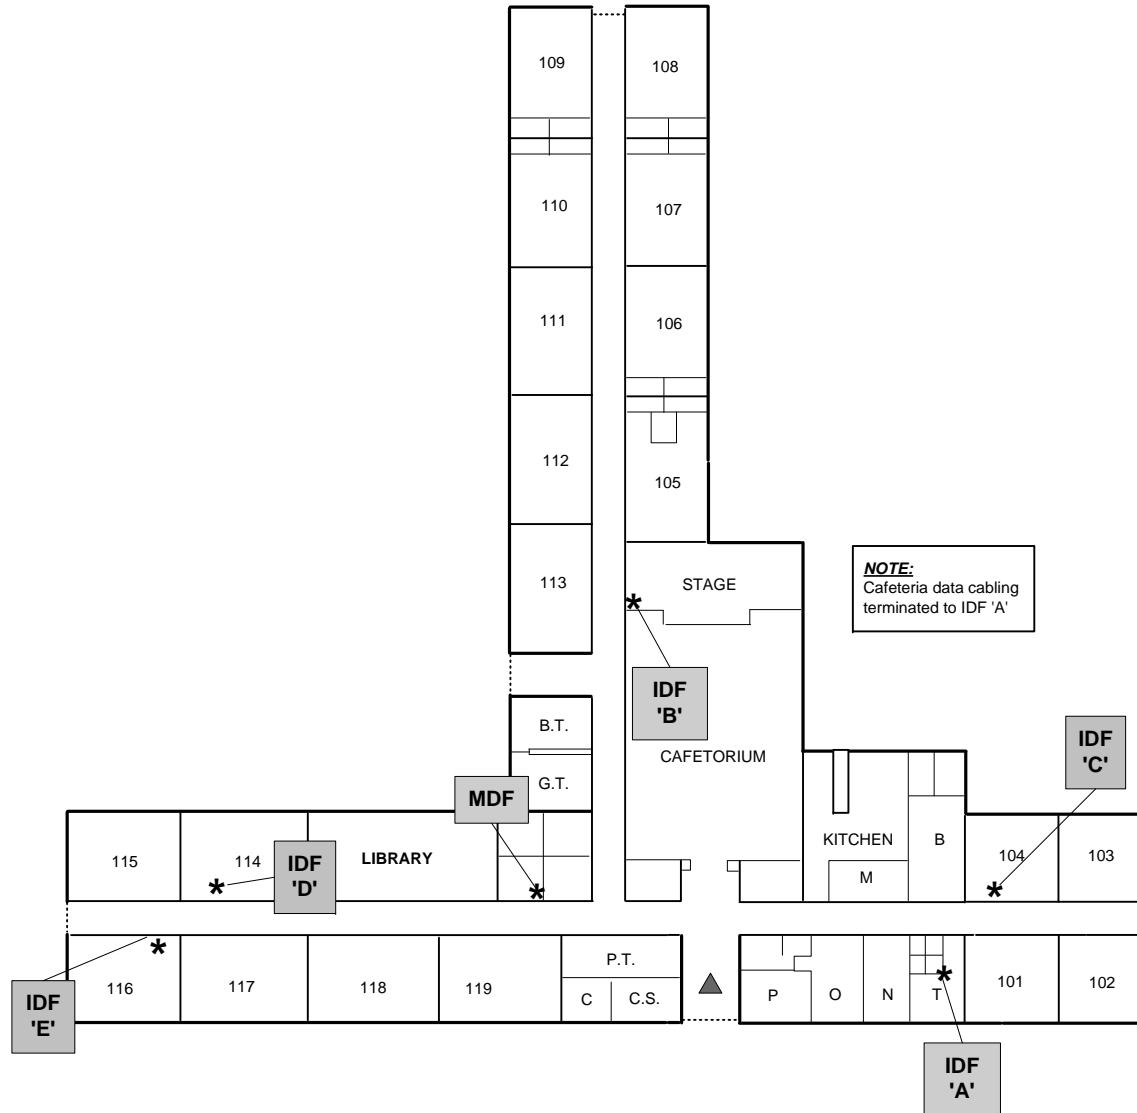 109
108
110
107
111
106
112
105
113
STAGE
NOTE:
Cafeteria data cabling
terminated to IDF 'A'
*
IDF
'B'
B.T.
CAFETORIUM
IDF
'C'
G.T.
MDF
115
114
IDF
'D'
LIBRARY
KITCHEN
B
104
103
M
*
*
*
*
116
117
118
119
P.T.
C
C.S.
P
O
N
T
*
101
102
IDF
'E'
IDF
'A'